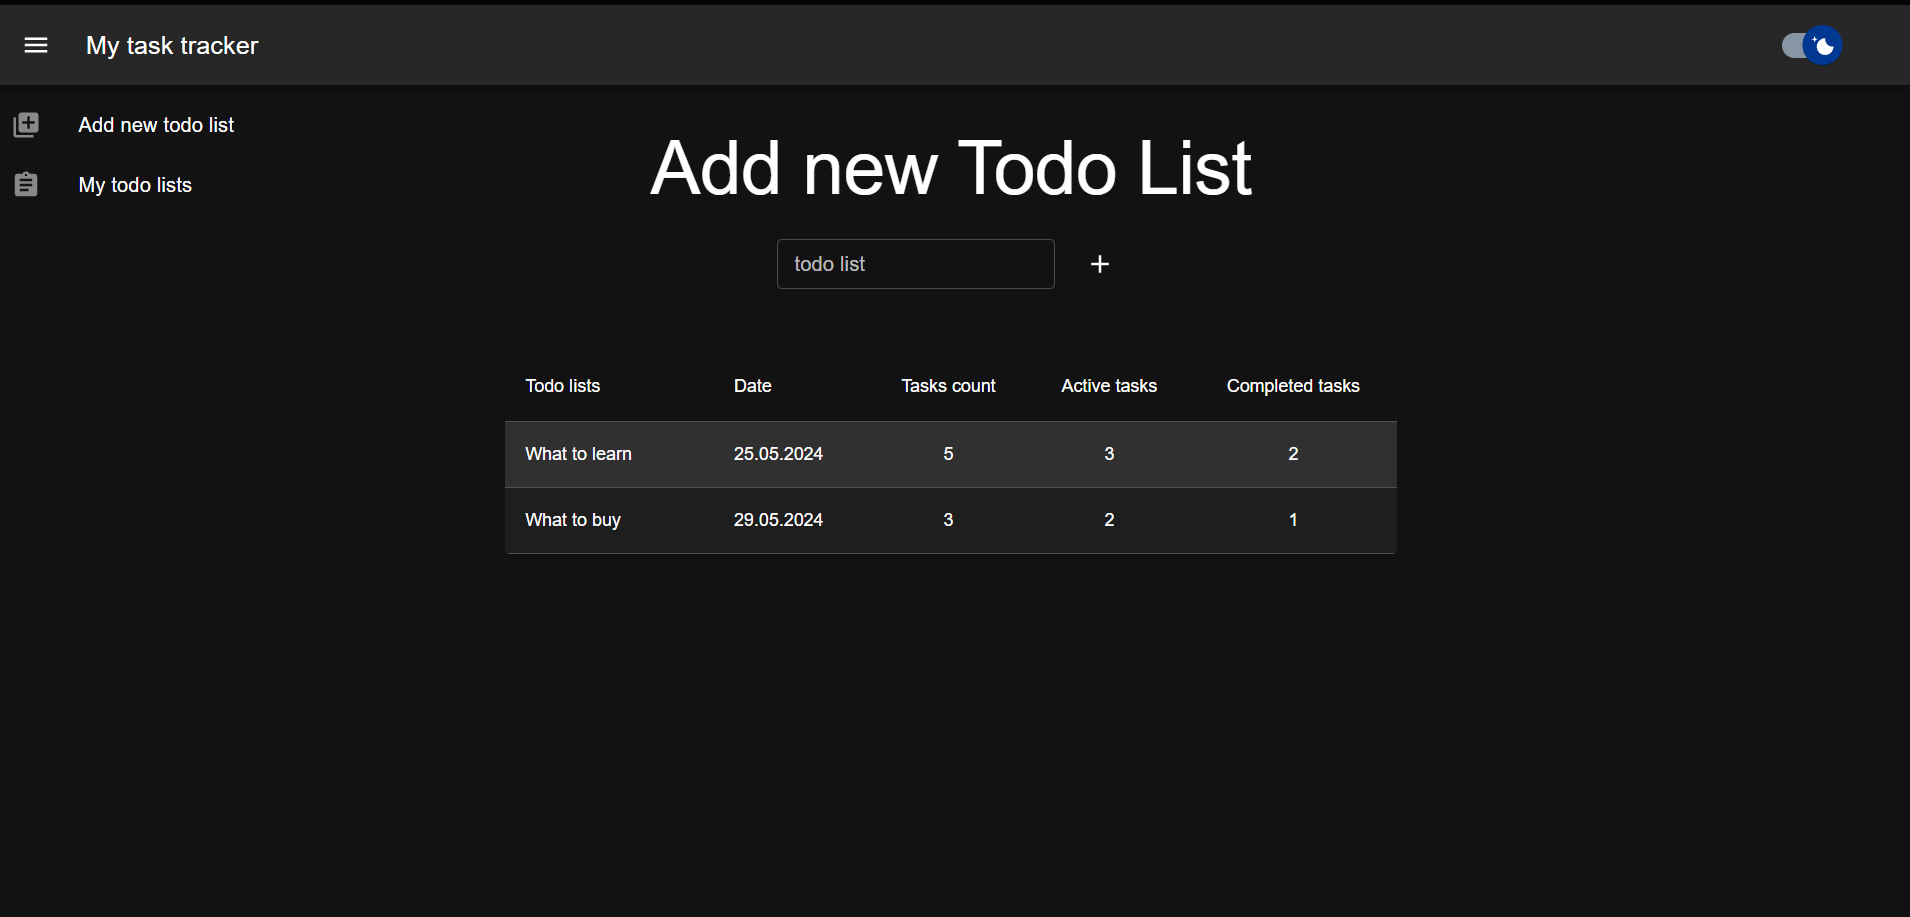 My task tracker
Add new todo list
My todo lists
Add new Todo List
todo list
Todo lists Date Tasks count Active tasks Completed tasks
What to learn 25.05.2024 5 3 2
What to buy 29.05.2024 3 2 1